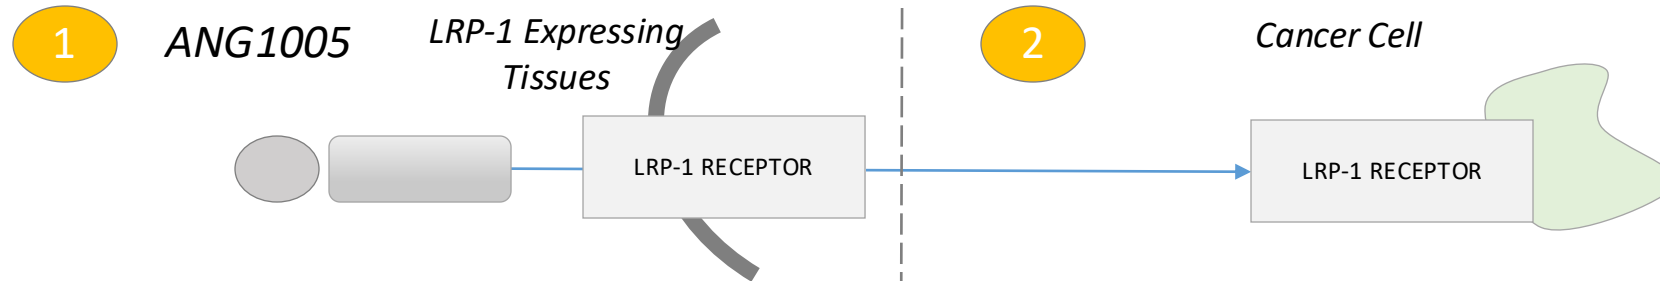 1
ANG1005
LRP-1 Expressing
Tissues
LRP-1 RECEPTOR
2
Cancer Cell
LRP-1 RECEPTOR